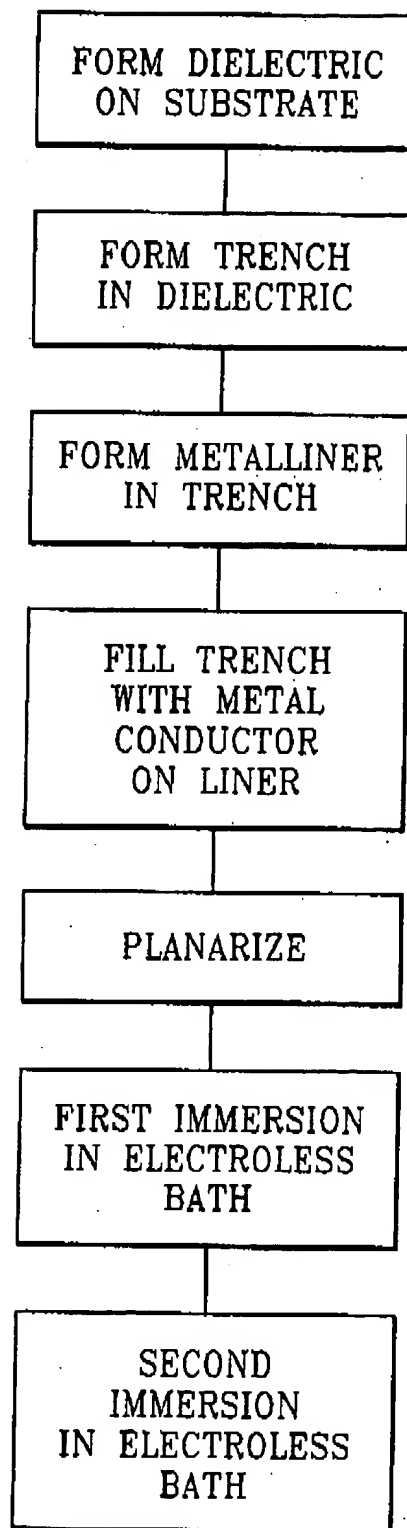 FORM DIELECTRIC
ON SUBSTRATE
FORM TRENCH
IN DIELECTRIC
FORM METALLINER
IN TRENCH
FILL TRENCH
WITH METAL
CONDUCTOR
ON LINER
PLANARIZE
FIRST IMMERSION
IN ELECTROLESS
BATH
SECOND
IMMERSION
IN ELECTROLESS
BATH